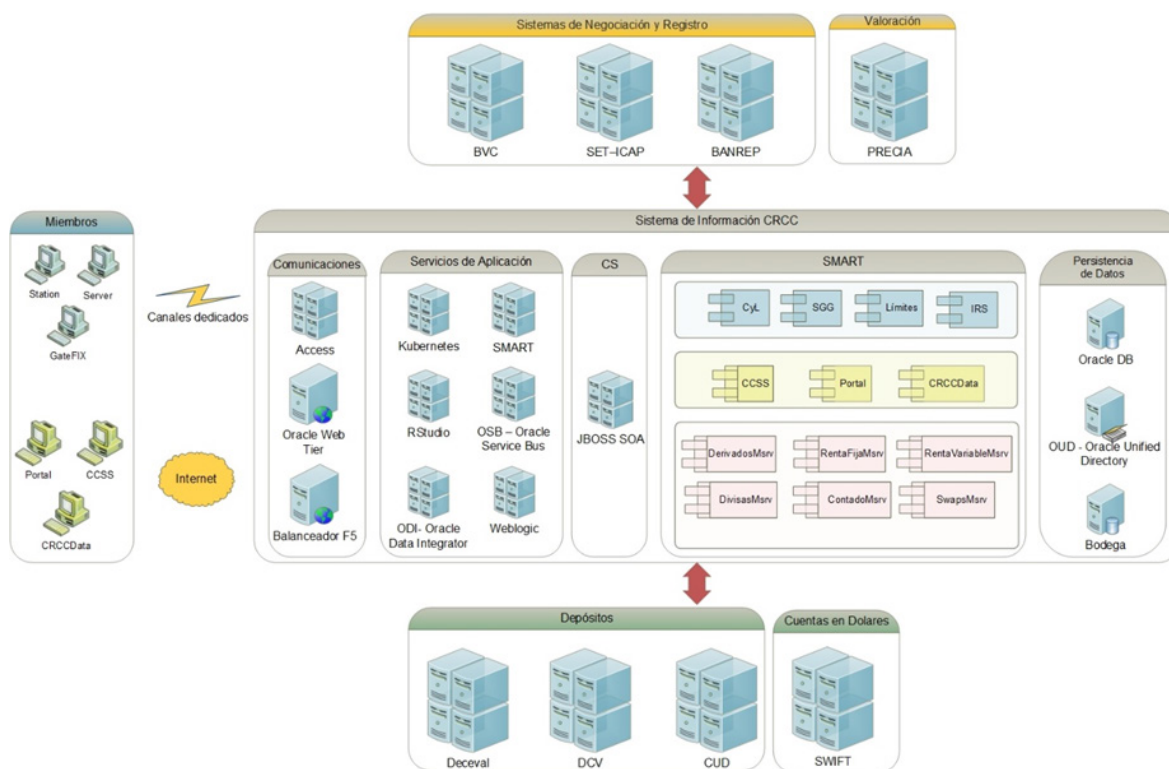 Sistemas de Negociación y Registro
Valoración
BVC
SET–ICAP
BANREP
PRECIA
Miembros
Station
Server
GateFIX
Portal
CCSS
CRCCData
Canales dedicados
Internet
Sistema de Información CRCC
Comunicaciones
Access
Oracle Web
Tier
Balanceador F5
Servicios de Aplicación
Kubernetes
SMART
RStudio
OSB – Oracle
Service Bus
ODI- Oracle
Data Integrator
Weblogic
CS
JBOSS SOA
SMART
CyL
SGG
Límites
IRS
CCSS
Portal
CRCCData
DerivadosMsrv
RentaFijaMsrv
RentaVariableMsrv
DivisasMsrv
ContadoMsrv
SwapsMsrv
Persistencia
de Datos
Oracle DB
OUD - Oracle Unified
Directory
Bodega
Depósitos
Cuentas en Dolares
Deceval
DCV
CUD
SWIFT